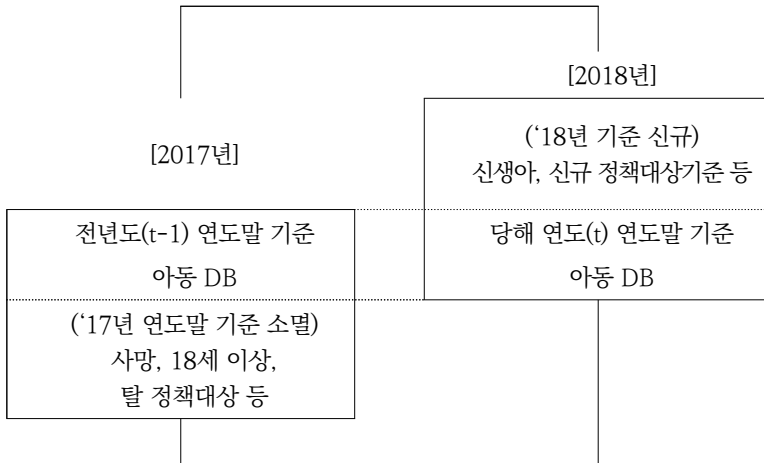 [2017년]
전년도(t-1) 연도말 기준
아동 DB
(‘17년 연도말 기준 소멸)
사망, 18세 이상,
탈 정책대상 등
[2018년]
(‘18년 기준 신규)
신생아, 신규 정책대상기준 등
당해 연도(t) 연도말 기준
아동 DB